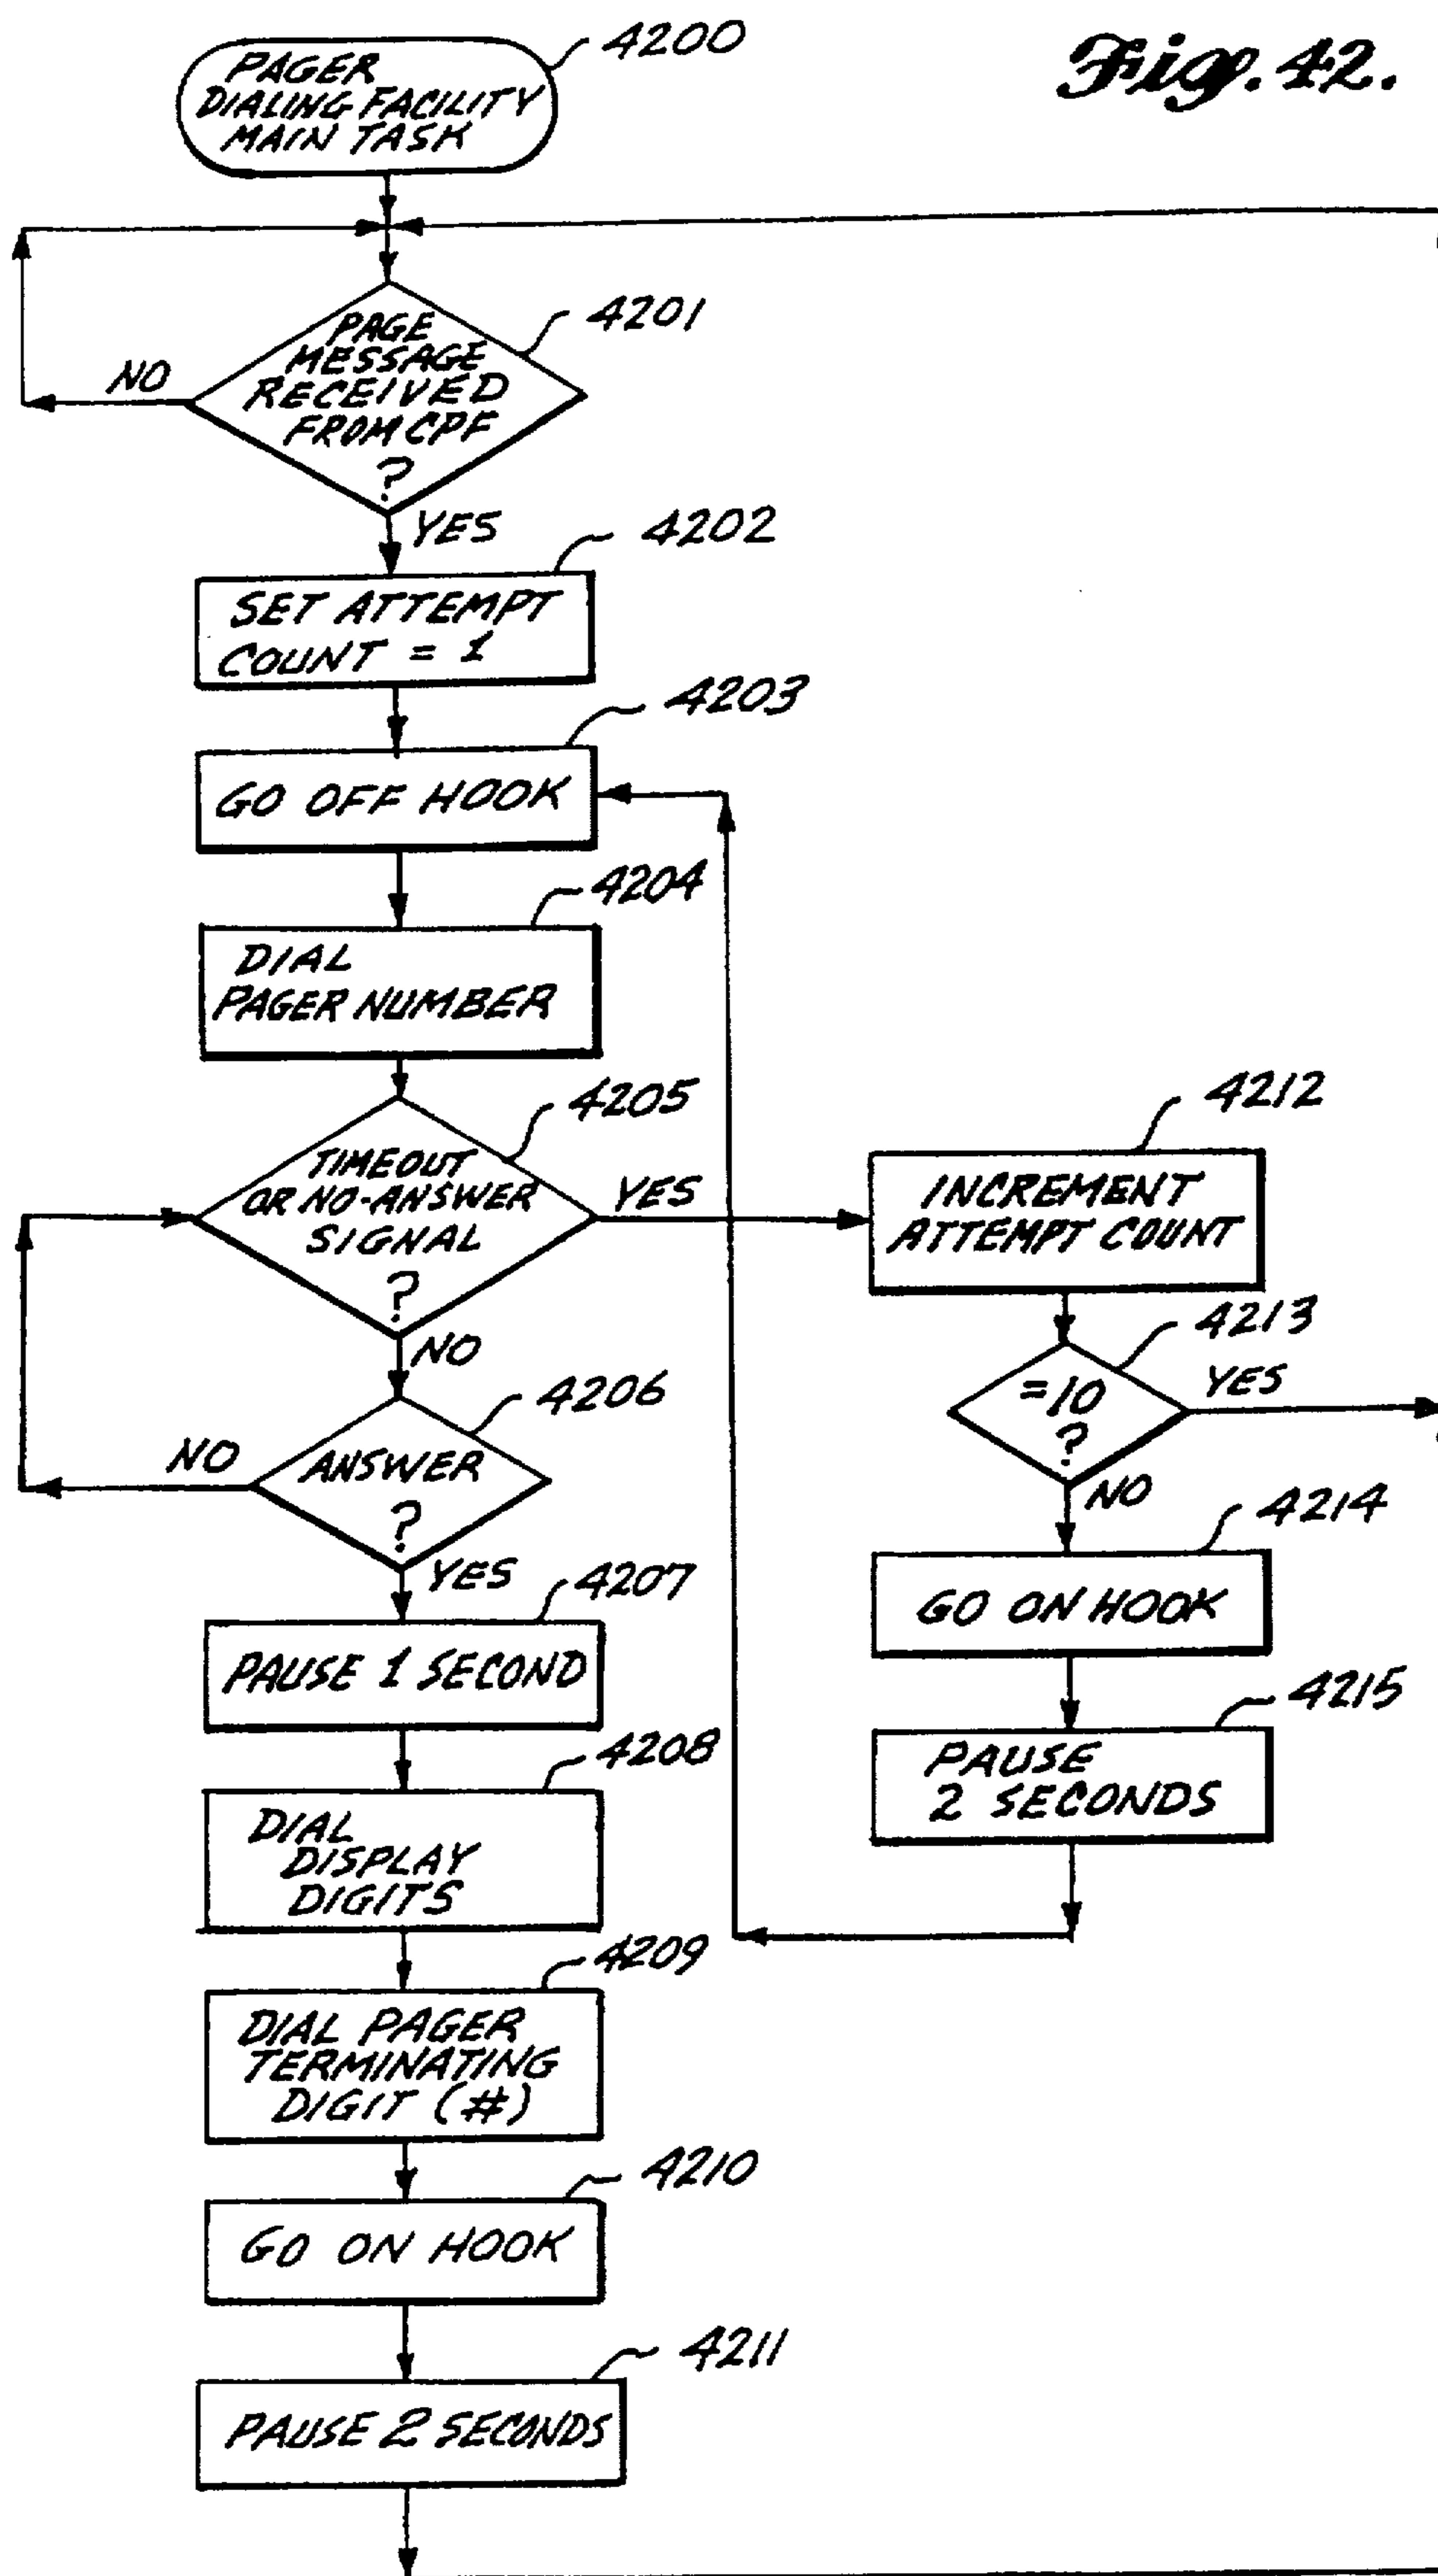 Fig. 42.
4200
PAGER
DIALING FACILITY
MAIN TASK
4201
PAGE
MESSAGE
RECEIVED
FROM CPF
?
NO
YES
4202
SET ATTEMPT
COUNT = 1
4203
GO OFF HOOK
4204
DIAL
PAGER NUMBER
4205
TIMEOUT
OR NO-ANSWER
SIGNAL
?
YES
NO
4206
ANSWER
?
NO
YES
4207
PAUSE 1 SECOND
4208
DIAL
DISPLAY
DIGITS
4209
DIAL PAGER
TERMINATING
DIGIT (#)
4210
GO ON HOOK
4211
PAUSE 2 SECONDS
4212
INCREMENT
ATTEMPT COUNT
4213
=10
?
YES
NO
4214
GO ON HOOK
4215
PAUSE
2 SECONDS